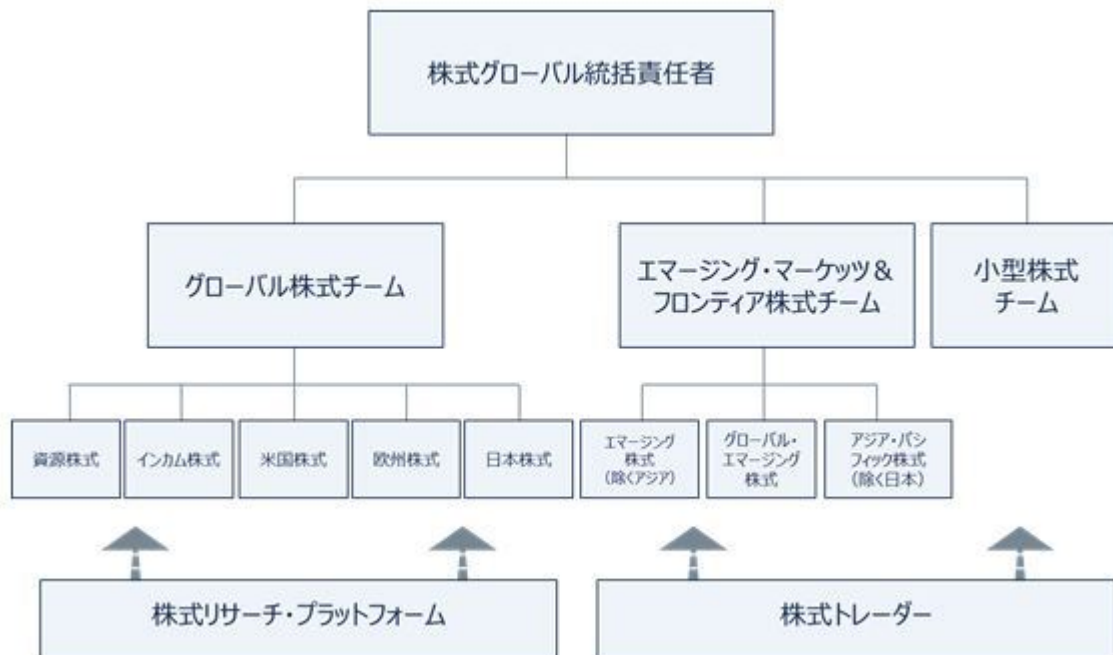 株式グローバル統括責任者
グローバル株式チーム
エマージング・マーケッツ&
フロンティア株式チーム
小型株式
チーム
資源株式
インカム株式
米国株式
欧州株式
日本株式
エマージング
株式
(除くアジア)
グローバル・
エマージング
株式
アジア・パシ
フィック株式
(除く日本)
株式リサーチ・プラットフォーム
株式トレーダー